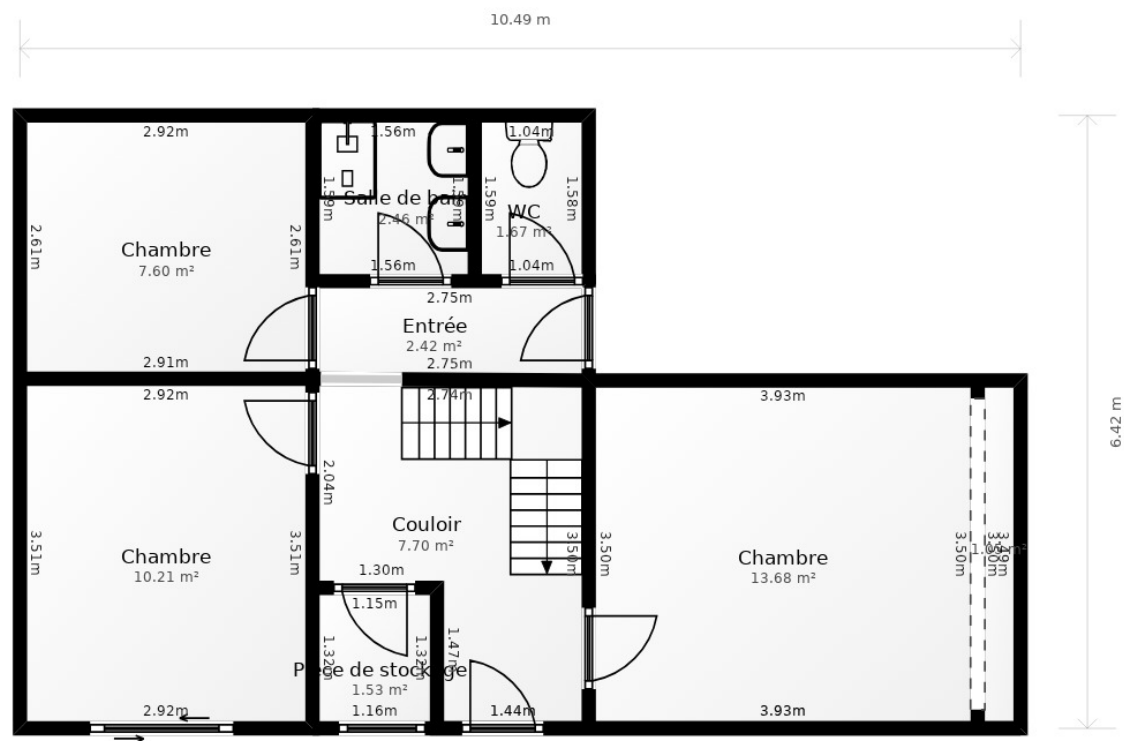 10.49 m
2.92m
1.56m
1.04m
1.59m
1.59m
1.58m
Salle de bain
2.46 m²
WC
1.67 m²
2.61m
2.61m
Chambre
7.60 m²
1.56m
1.04m
2.75m
Entrée
2.42 m²
2.91m
2.75m
2.92m
2.74m
3.93m
6.42 m
2.04m
Couloir
7.70 m²
3.51m
3.51m
Chambre
10.21 m²
3.50m
3.50m
Chambre
13.68 m²
3.50m
1.30m
1.15m
1.32m
1.32m
1.47m
Pièce de stockage
1.53 m²
2.92m
1.16m
1.44m
3.93m